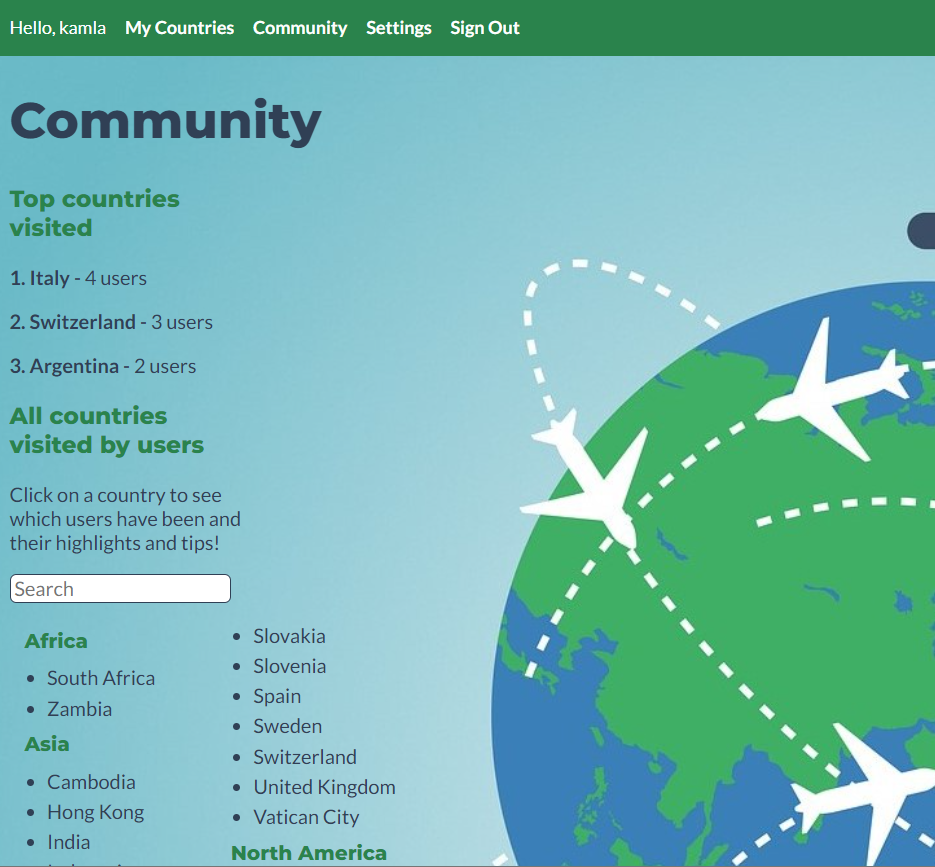 Hello, kamla My Countries Community Settings Sign Out
Community
Top countries
visited
1. Italy - 4 users
2. Switzerland - 3 users
3. Argentina - 2 users
All countries
visited by users
Click on a country to see
which users have been and
their highlights and tips!
Search
Africa
South Africa
Zambia
Asia
Cambodia
Hong Kong
India
Slovakia
Slovenia
Spain
Sweden
Switzerland
United Kingdom
Vatican City
North America